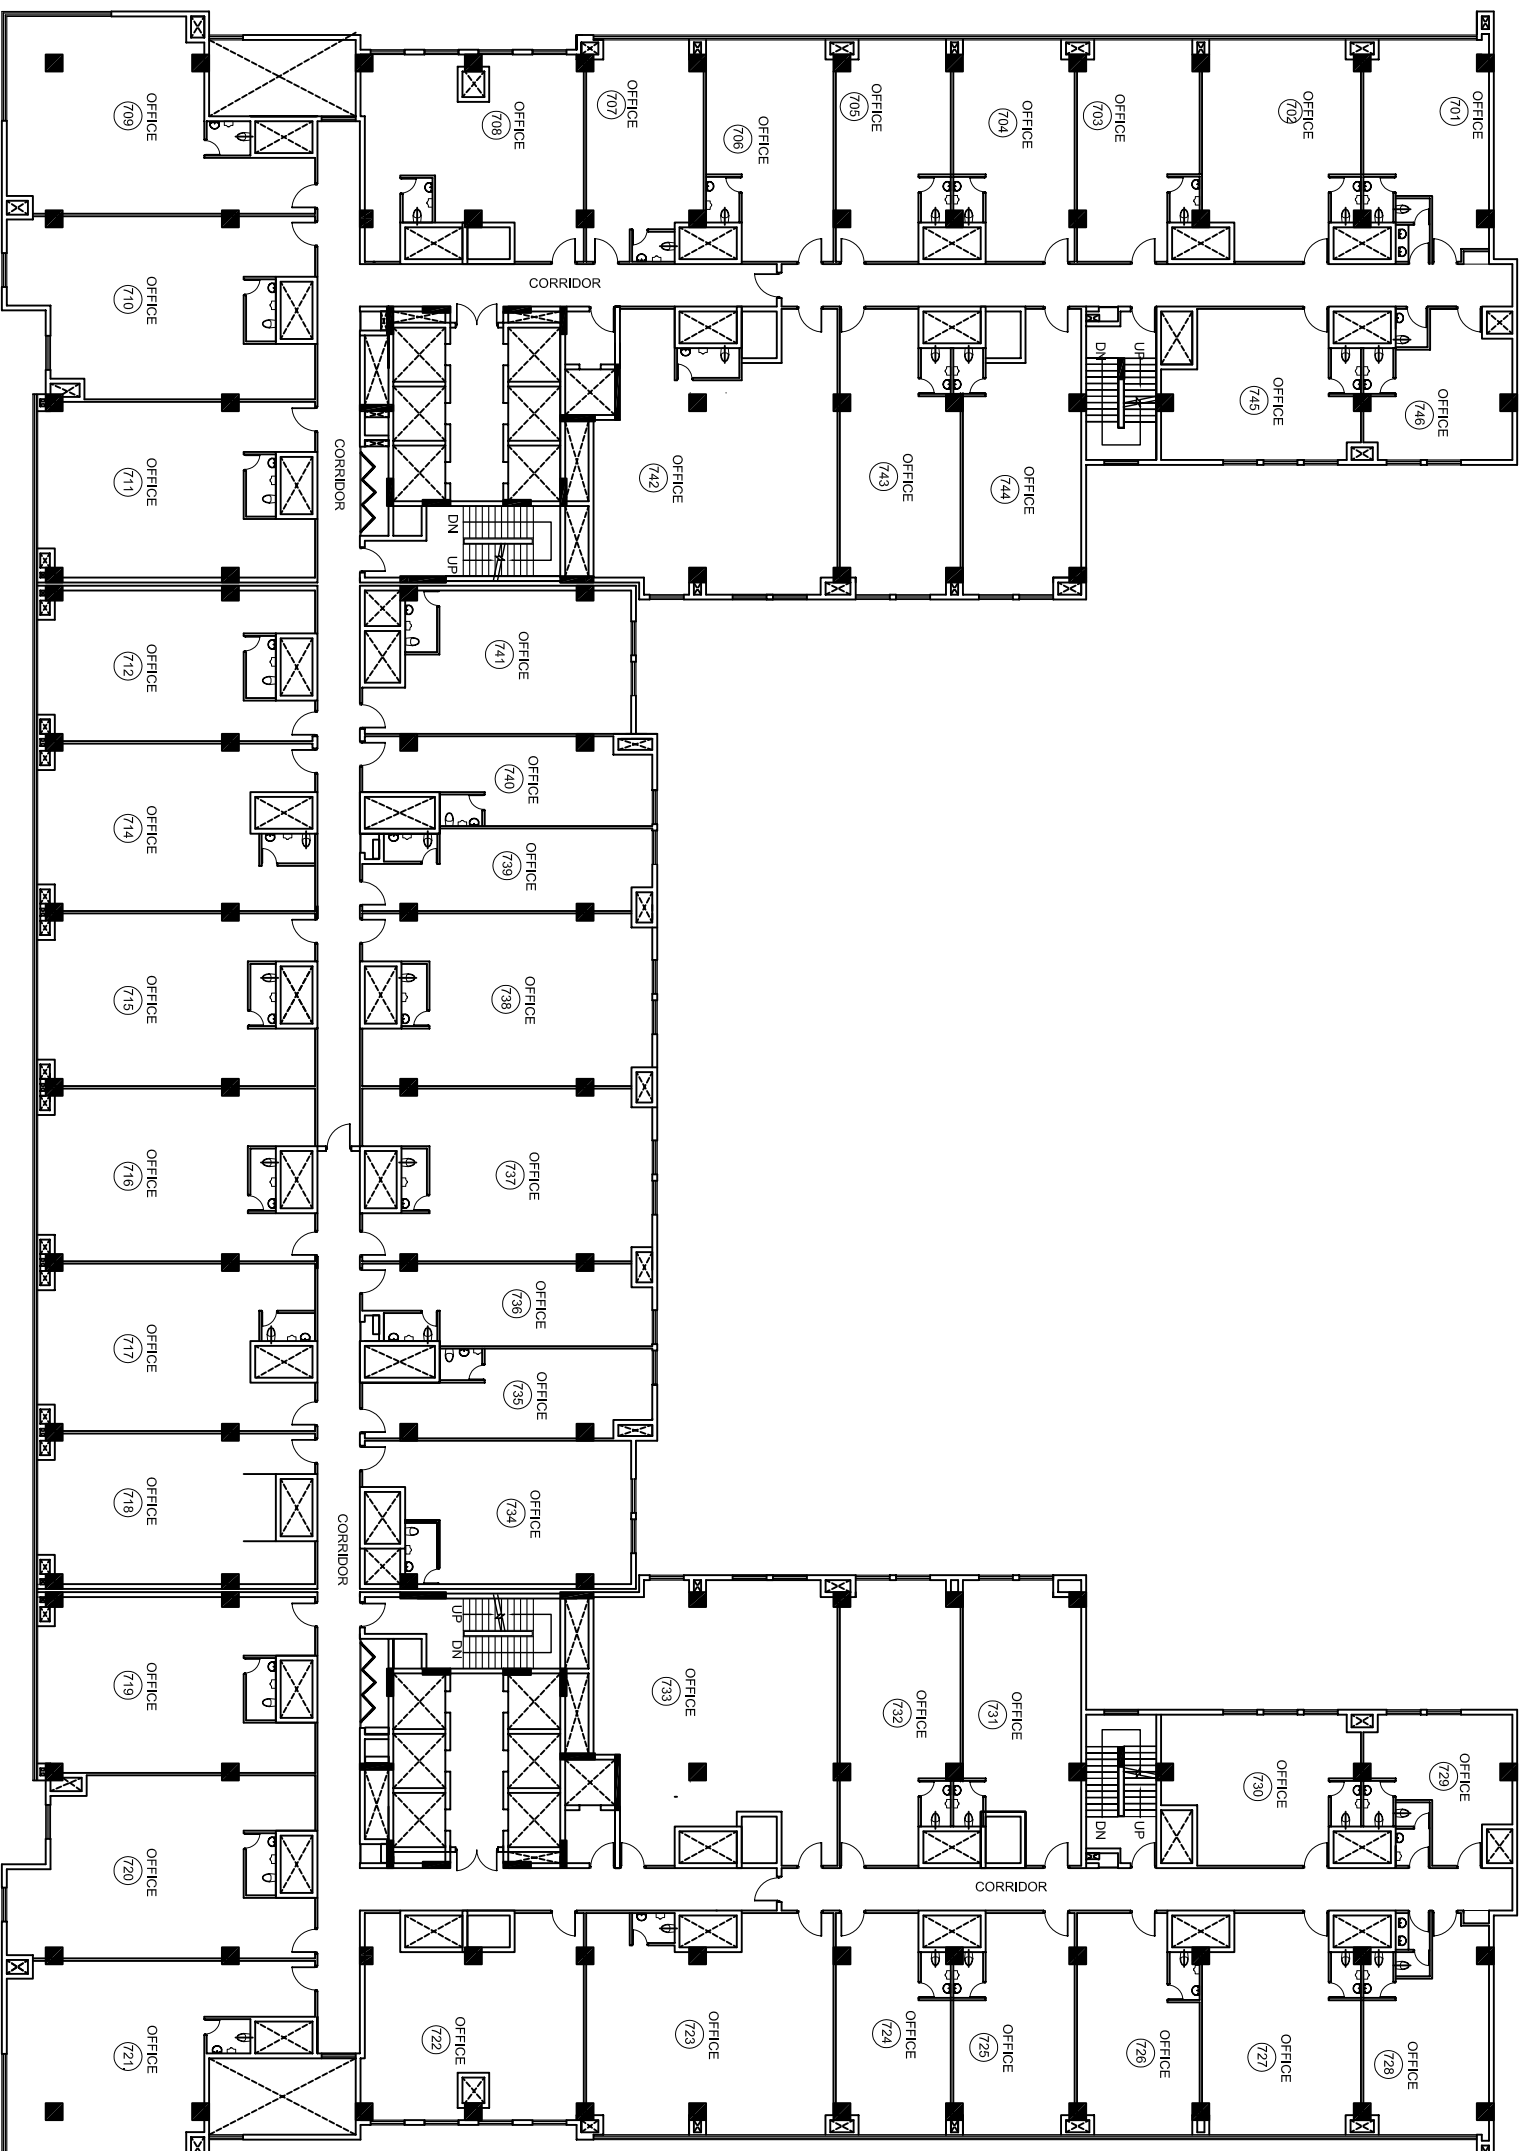 OFFICE
701
OFFICE
702
OFFICE
703
OFFICE
704
OFFICE
705
OFFICE
706
OFFICE
707
OFFICE
708
OFFICE
709
CORRIDOR
OFFICE
710
OFFICE
711
CORRIDOR
OFFICE
712
OFFICE
714
OFFICE
715
OFFICE
716
OFFICE
717
OFFICE
718
CORRIDOR
OFFICE
719
OFFICE
720
OFFICE
721
OFFICE
722
OFFICE
723
OFFICE
724
OFFICE
725
OFFICE
726
OFFICE
727
OFFICE
728
CORRIDOR
OFFICE
729
OFFICE
730
UP
DN
OFFICE
731
OFFICE
732
OFFICE
733
UP
DN
OFFICE
734
OFFICE
735
OFFICE
736
OFFICE
737
OFFICE
738
OFFICE
739
OFFICE
740
OFFICE
741
DN
UP
OFFICE
742
OFFICE
743
OFFICE
744
UP
DN
OFFICE
745
OFFICE
746